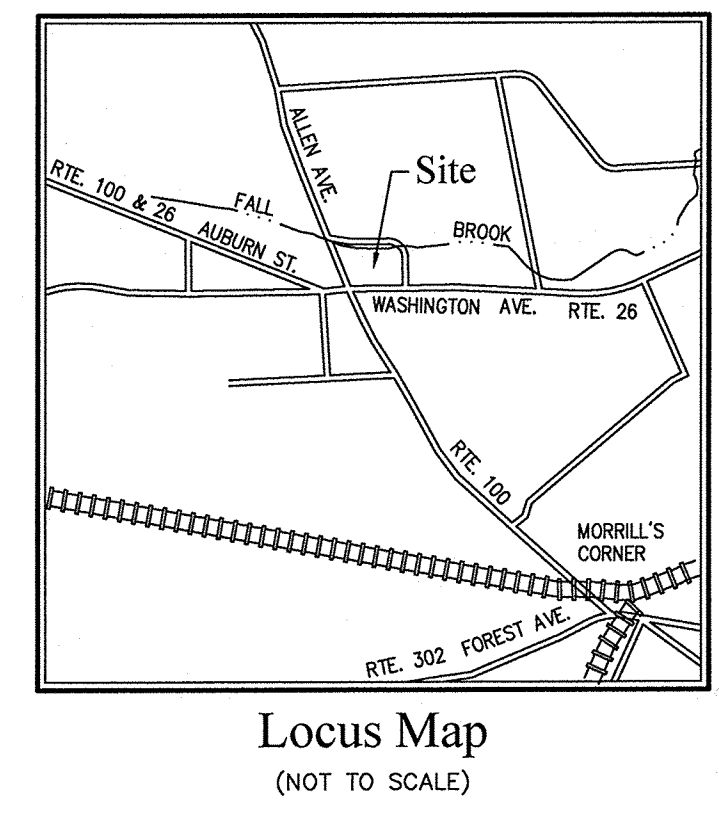 ALLEN AVE.
Site
RTE. 100 & 26
FALL
AUBURN ST.
BROOK
WASHINGTON AVE. RTE. 26
RTE. 100
MORRILL'S
CORNER
RTE. 302 FOREST AVE.
Locus Map
(NOT TO SCALE)